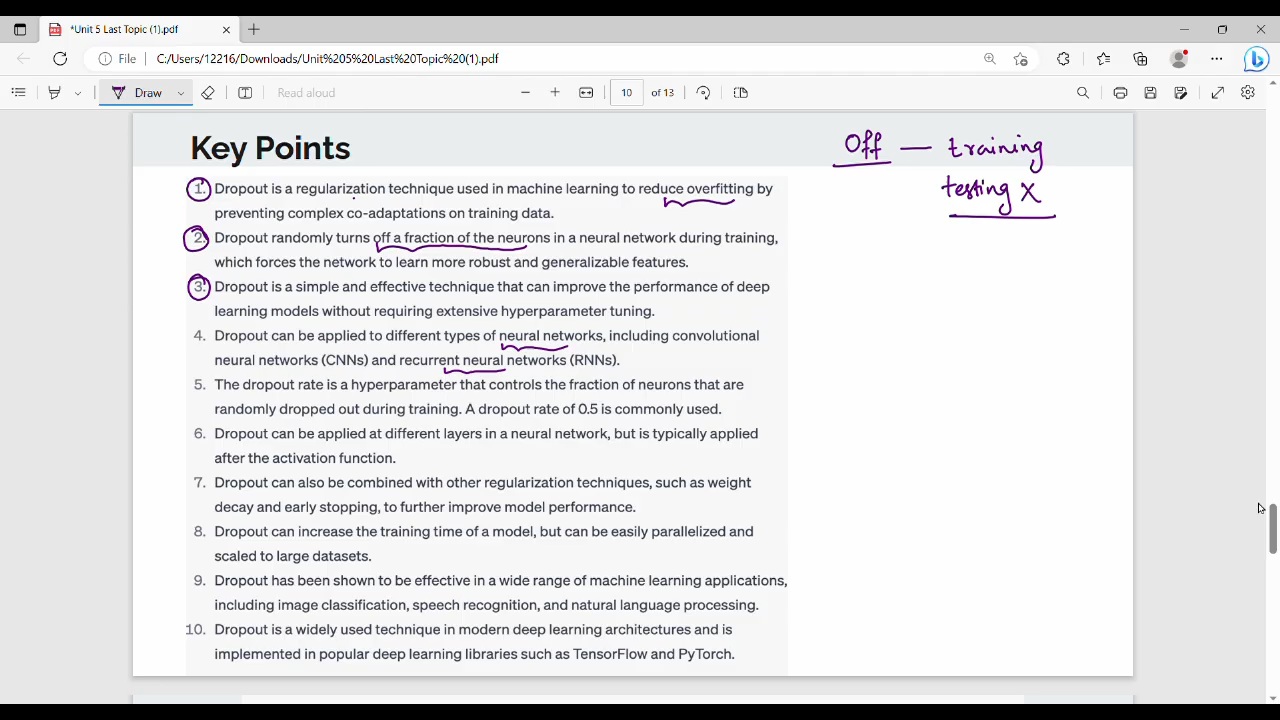 *Unit 5 Last Topic (1).pdf
File C:/Users/12216/Downloads/Unit%205%20Last%20Topic%20(1).pdf
Draw Read aloud 10 of 13
Key Points
Off — training
testing X
1. Dropout is a regularization technique used in machine learning to reduce overfitting by
preventing complex co-adaptations on training data.
2. Dropout randomly turns off a fraction of the neurons in a neural network during training,
which forces the network to learn more robust and generalizable features.
3. Dropout is a simple and effective technique that can improve the performance of deep
learning models without requiring extensive hyperparameter tuning.
4. Dropout can be applied to different types of neural networks, including convolutional
neural networks (CNNs) and recurrent neural networks (RNNs).
5. The dropout rate is a hyperparameter that controls the fraction of neurons that are
randomly dropped out during training. A dropout rate of 0.5 is commonly used.
6. Dropout can be applied at different layers in a neural network, but is typically applied
after the activation function.
7. Dropout can also be combined with other regularization techniques, such as weight
decay and early stopping, to further improve model performance.
8. Dropout can increase the training time of a model, but can be easily parallelized and
scaled to large datasets.
9. Dropout has been shown to be effective in a wide range of machine learning applications,
including image classification, speech recognition, and natural language processing.
10. Dropout is a widely used technique in modern deep learning architectures and is
implemented in popular deep learning libraries such as TensorFlow and PyTorch.